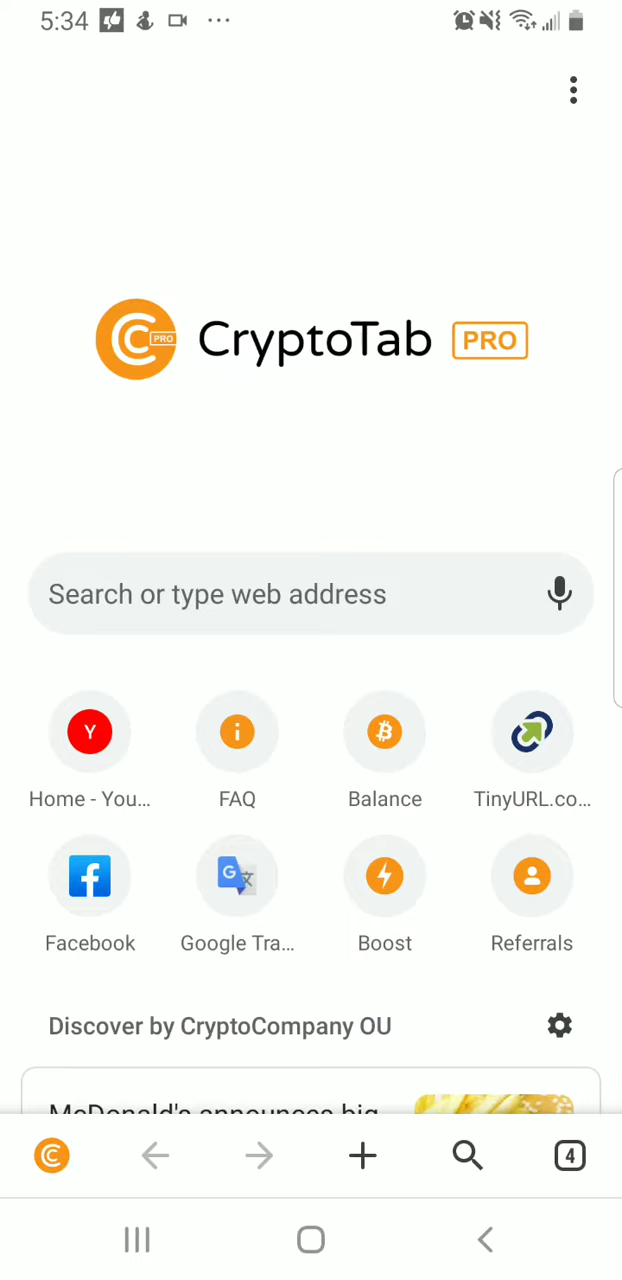 5:34
CryptoTab PRO
Search or type web address
Home - You...
FAQ
Balance
TinyURL.co...
Facebook
Google Tra...
Boost
Referrals
Discover by CryptoCompany OU
McDonald's announces big
4